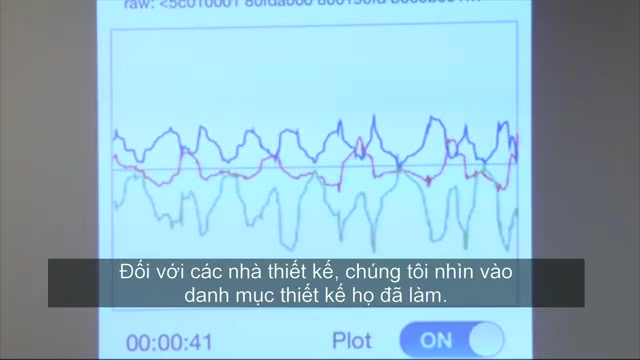 raw:
Đối với các nhà thiết kế, chúng tôi nhìn vào
danh mục thiết kế họ đã làm.
00:00:41 Plot ON